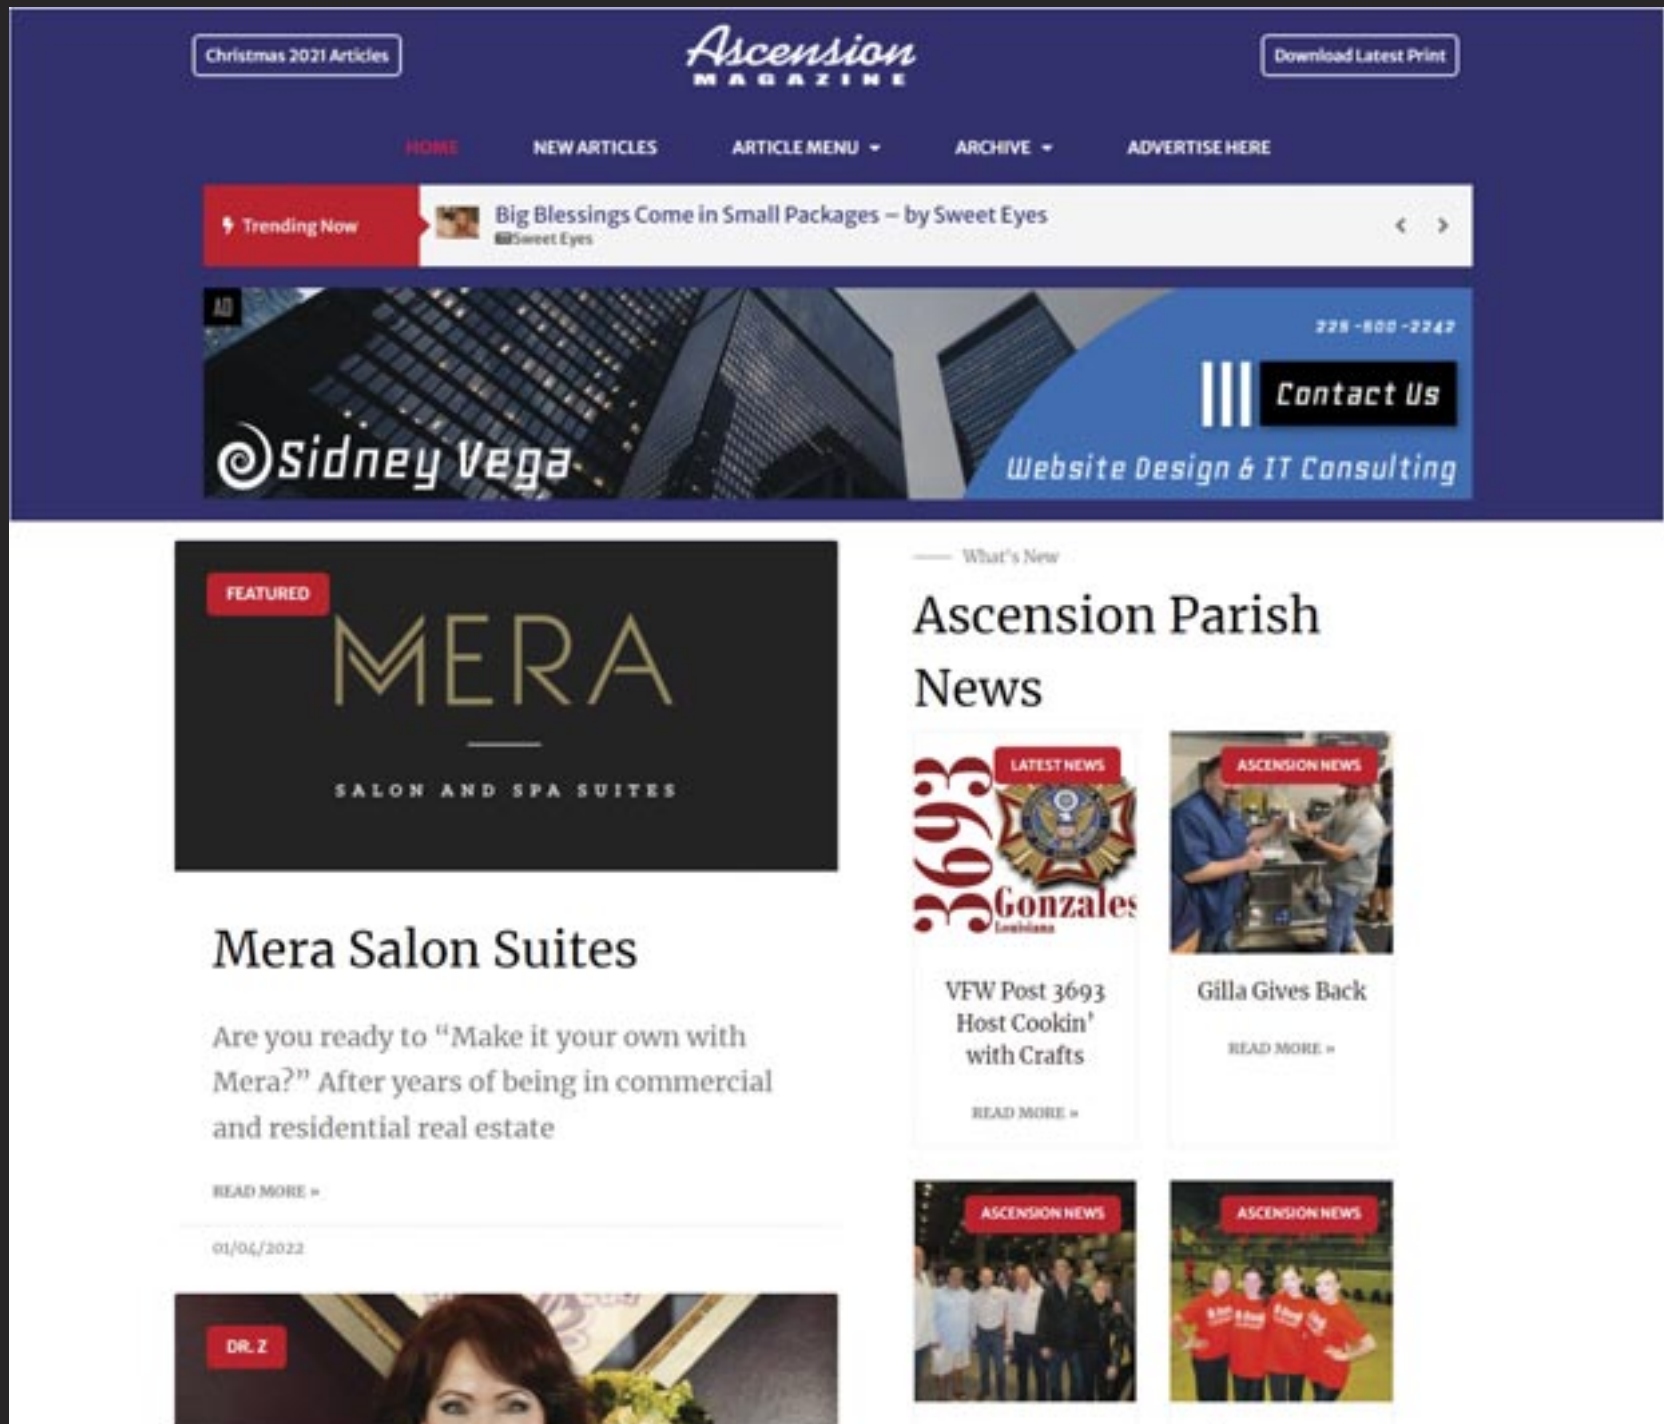 Christmas 2021 Articles
Ascension
MAGAZINE
Download Latest Print
HOME
NEW ARTICLES
ARTICLE MENU
ARCHIVE
ADVERTISE HERE
Trending Now
Big Blessings Come in Small Packages – by Sweet Eyes
Sweet Eyes
AD
225-500-2242
Contact Us
Sidney Vega
Website Design & IT Consulting
FEATURED
MERA
SALON AND SPA SUITES
Mera Salon Suites
Are you ready to “Make it your own with
Mera?” After years of being in commercial
and residential real estate
READ MORE »
01/04/2022
DR. Z
What's New
Ascension Parish
News
LATEST NEWS
3693
Gonzales
Louisiana
VFW Post 3693
Host Cookin’
with Crafts
READ MORE »
ASCENSION NEWS
Gilla Gives Back
READ MORE »
ASCENSION NEWS
ASCENSION NEWS